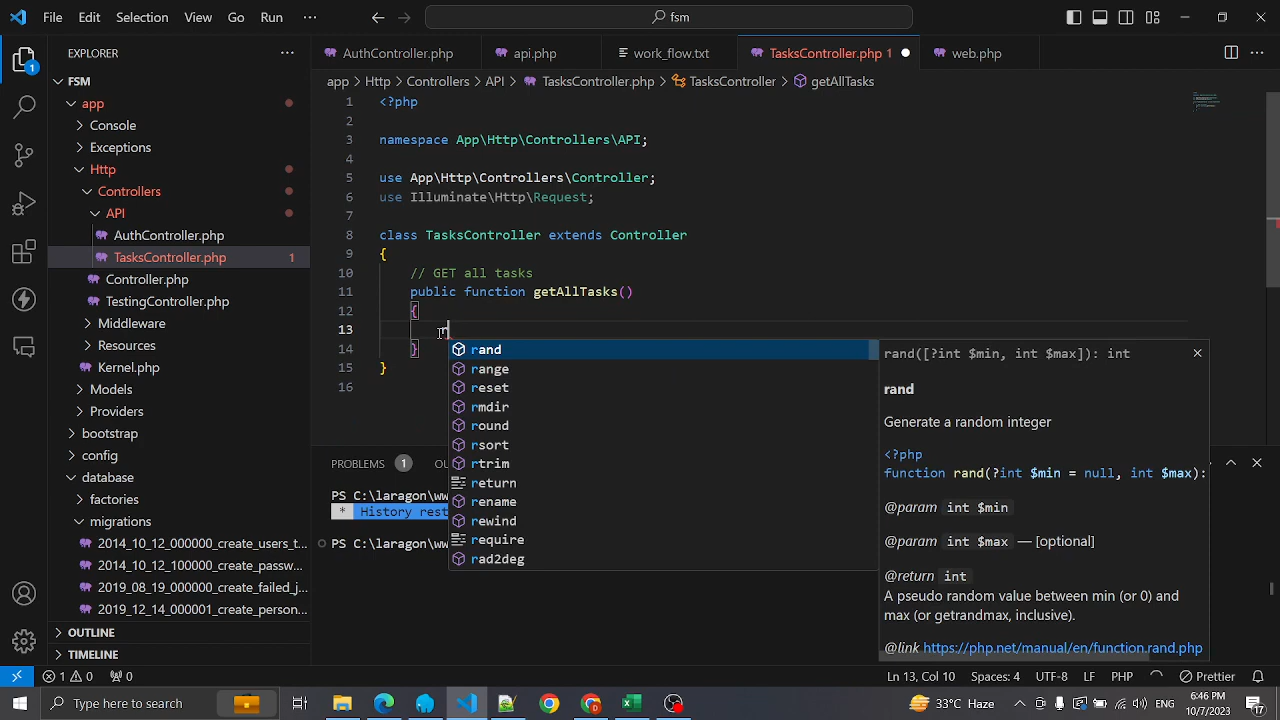 File Edit Selection View Go Run ... fsm
EXPLORER ...
AuthController.php api.php work_flow.txt TasksController.php 1 web.php
app > Http > Controllers > API > TasksController.php > TasksController > getAllTasks
FSM
app
Console
Exceptions
Http
Controllers
API
AuthController.php
TasksController.php 1
Controller.php
TestingController.php
Middleware
Resources
Kernel.php
Models
Providers
bootstrap
config
database
factories
migrations
2014_10_12_000000_create_users_t...
2014_10_12_100000_create_passw...
2019_08_19_000000_create_failed_j...
2019_12_14_000001_create_person...
OUTLINE
TIMELINE
1 <?php
2
3 namespace App\Http\Controllers\API;
4
5 use App\Http\Controllers\Controller;
6 use Illuminate\Http\Request;
7
8 class TasksController extends Controller
9 {
10 // GET all tasks
11 public function getAllTasks()
12 {
13 r
14 }
15 }
16
rand
range
reset
rmdir
round
rsort
rtrim
return
rename
rewind
require
rad2deg
rand([?int $min, int $max]): int
rand
Generate a random integer
<?php
function rand(?int $min = null, int $max):
@param int $min
@param int $max — [optional]
@return int
A pseudo random value between min (or 0) and
max (or getrandmax, inclusive).
@link https://php.net/manual/en/function.rand.php
PROBLEMS 1 OU
PS C:\laragon\ww
* History rest
PS C:\laragon\ww
1 0 0 Ln 13, Col 10 Spaces: 4 UTF-8 LF PHP Prettier
Type here to search 33°C Haze ENG 6:46 PM
10/7/2023 1